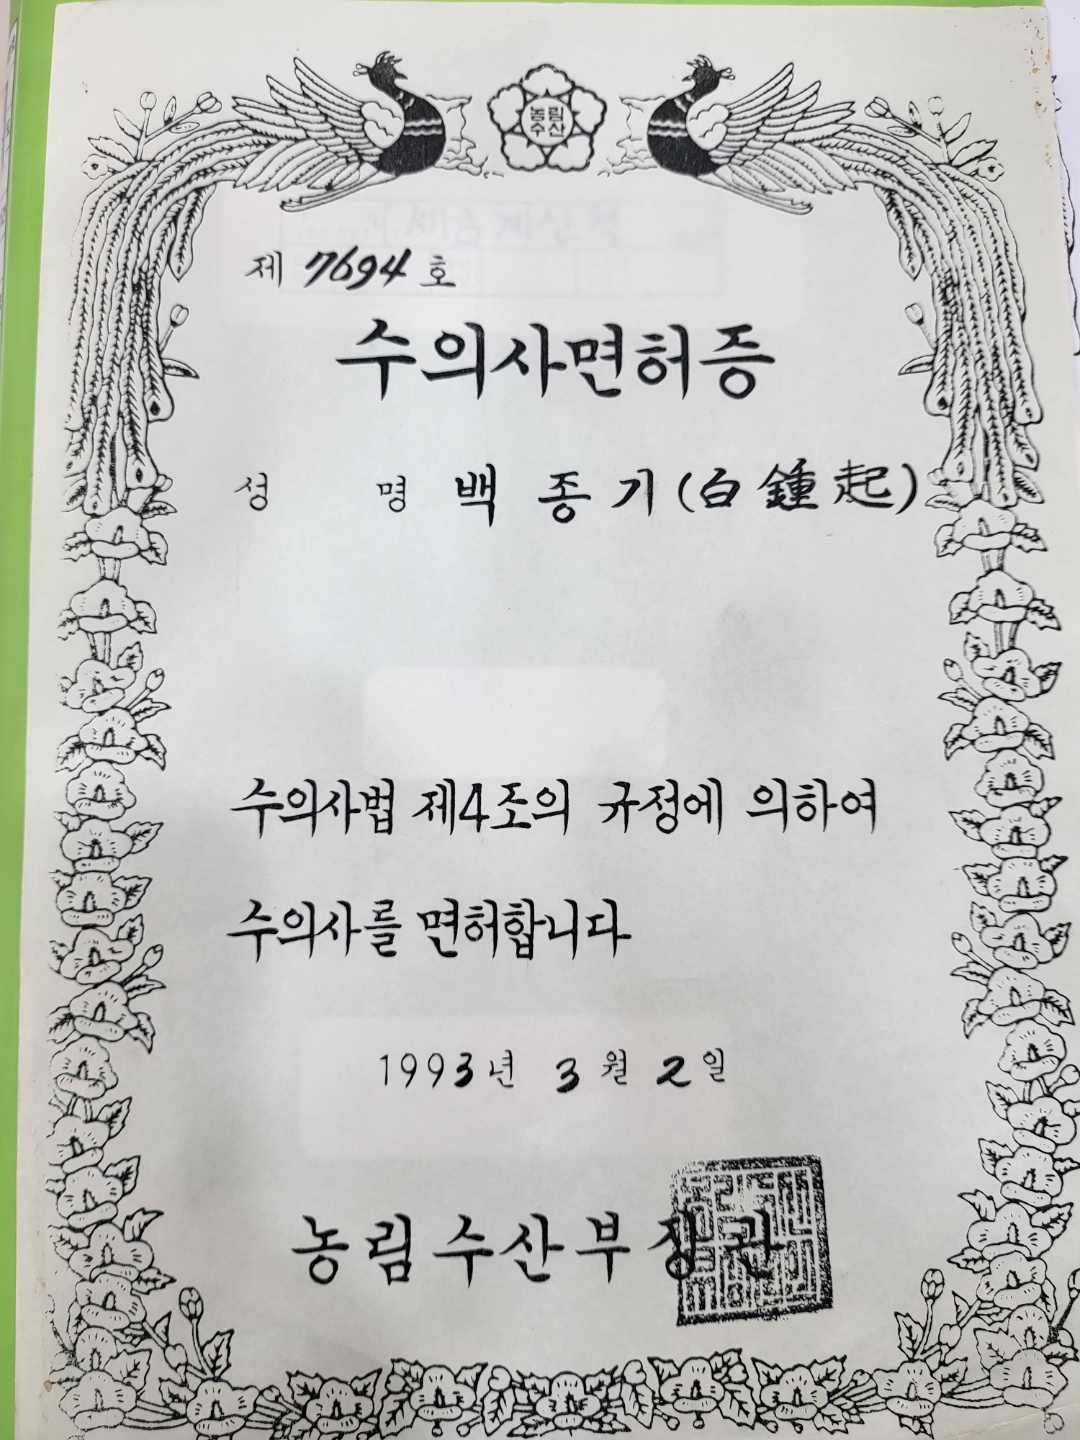 농림
수산
제 7694 호
수의사면허증
성 명 백 종 기 (白 鍾 起)
수의사법 제4조의 규정에 의하여
수의사를 면허합니다
1993년 3월 2일
농림수산부장관